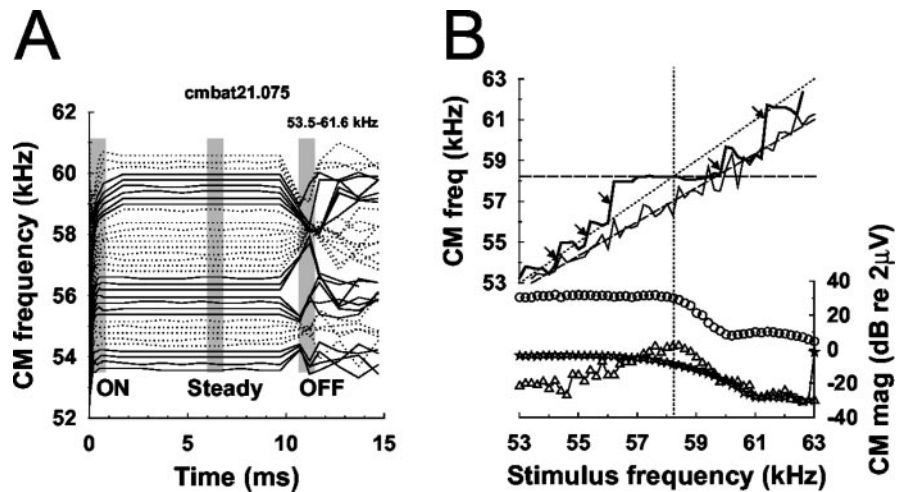 A
cmbat21.075
53.5-61.6 kHz
CM frequency (kHz)
62
60
58
56
54
52
ON
Steady
OFF
0
5
10
15
Time (ms)
B
CM freq (kHz)
63
61
59
57
55
53
40
20
0
-20
-40
CM mag (dB re 2μV)
53
55
57
59
61
63
Stimulus frequency (kHz)